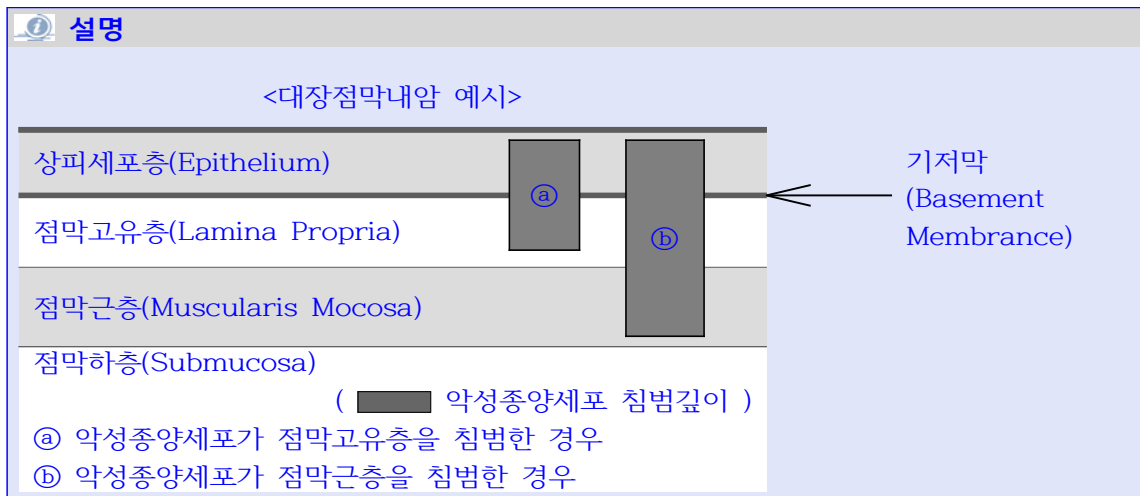 설명
<대장점막내암 예시>
상피세포층(Epithelium)
ⓐ
기저막
(Basement
Membrance)
점막고유층(Lamina Propria)
ⓑ
점막근층(Muscularis Mocosa)
점막하층(Submucosa)
( 악성종양세포 침범깊이 )
ⓐ 악성종양세포가 점막고유층을 침범한 경우
ⓑ 악성종양세포가 점막근층을 침범한 경우